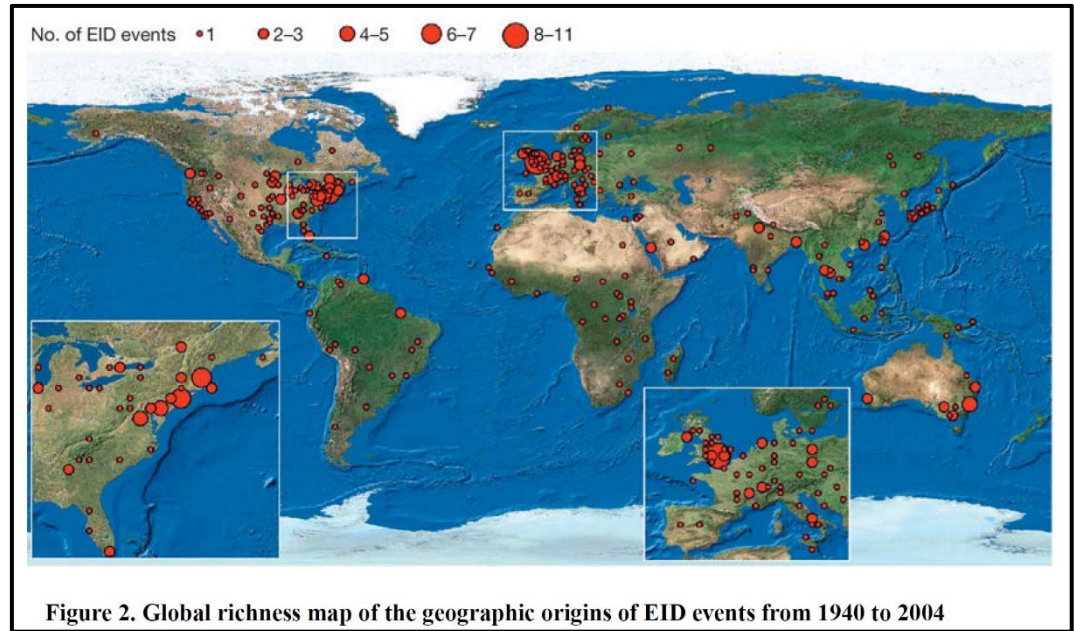 No. of EID events 1 2–3 4–5 6–7 8–11
Figure 2. Global richness map of the geographic origins of EID events from 1940 to 2004